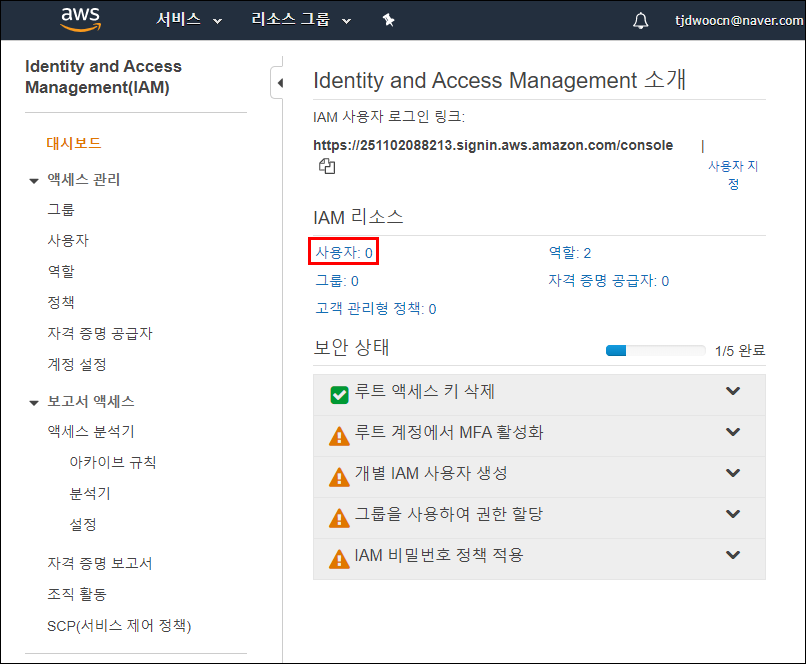 aws
서비스
리소스 그룹
tjdwoocn@naver.com
Identity and Access
Management(IAM)
대시보드
액세스 관리
그룹
사용자
역할
정책
자격 증명 공급자
계정 설정
보고서 액세스
액세스 분석기
아카이브 규칙
분석기
설정
자격 증명 보고서
조직 활동
SCP(서비스 제어 정책)
Identity and Access Management 소개
IAM 사용자 로그인 링크:
https://251102088213.signin.aws.amazon.com/console |
사용자 지
정
IAM 리소스
사용자: 0 역할: 2
그룹: 0 자격 증명 공급자: 0
고객 관리형 정책: 0
보안 상태 1/5 완료
루트 액세스 키 삭제
루트 계정에서 MFA 활성화
개별 IAM 사용자 생성
그룹을 사용하여 권한 할당
IAM 비밀번호 정책 적용